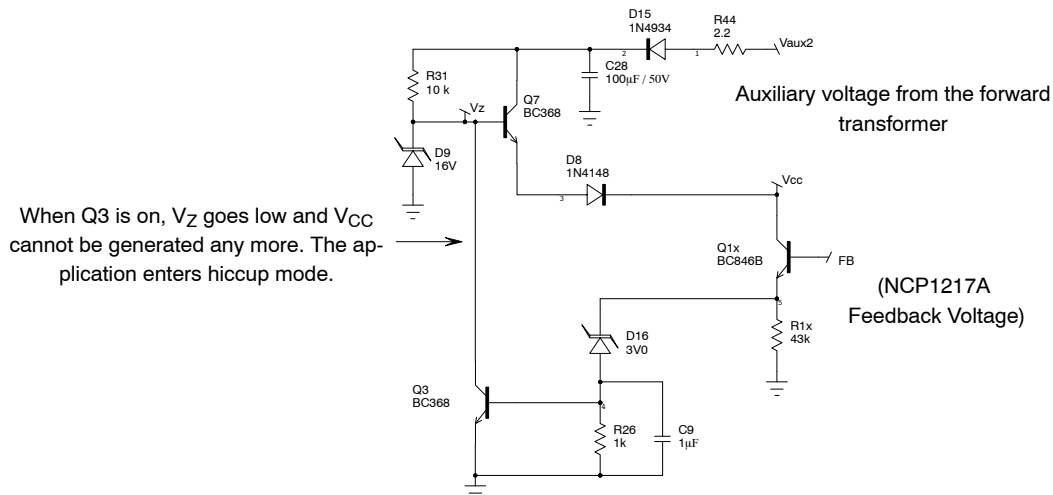 D15
1N4934
R44
2.2
Vaux2
2
1
R31
10 k
C28
100μF / 50V
Q7
BC368
Vz
Auxiliary voltage from the forward
transformer
D9
16V
D8
1N4148
3
Vcc
When Q3 is on, VZ goes low and VCC
cannot be generated any more. The ap-
plication enters hiccup mode.
Q1x
BC846B
FB
(NCP1217A
Feedback Voltage)
5
D16
3V0
R1x
43k
Q3
BC368
4
R26
1k
C9
1μF